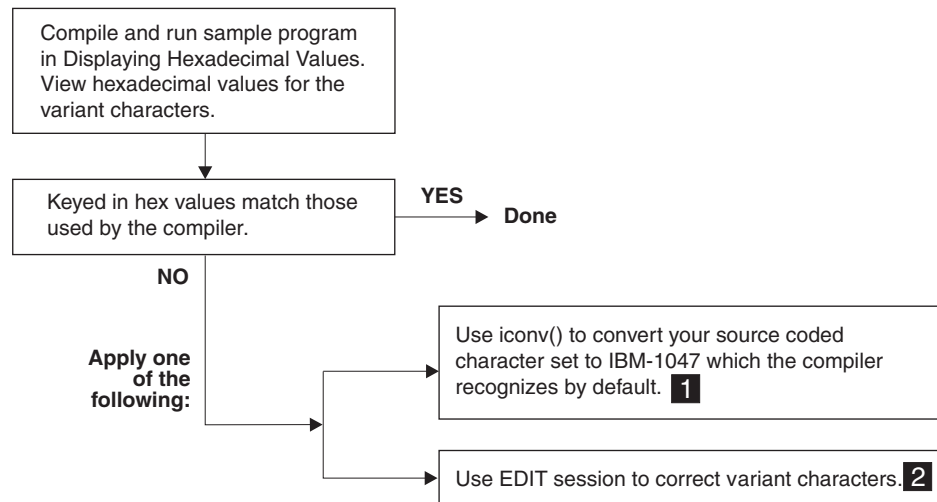 Compile and run sample program
in Displaying Hexadecimal Values.
View hexadecimal values for the
variant characters.
Keyed in hex values match those
used by the compiler.
YES
Done
NO
Apply one
of the
following:
Use iconv() to convert your source coded
character set to IBM-1047 which the compiler
recognizes by default. 1
Use EDIT session to correct variant characters. 2